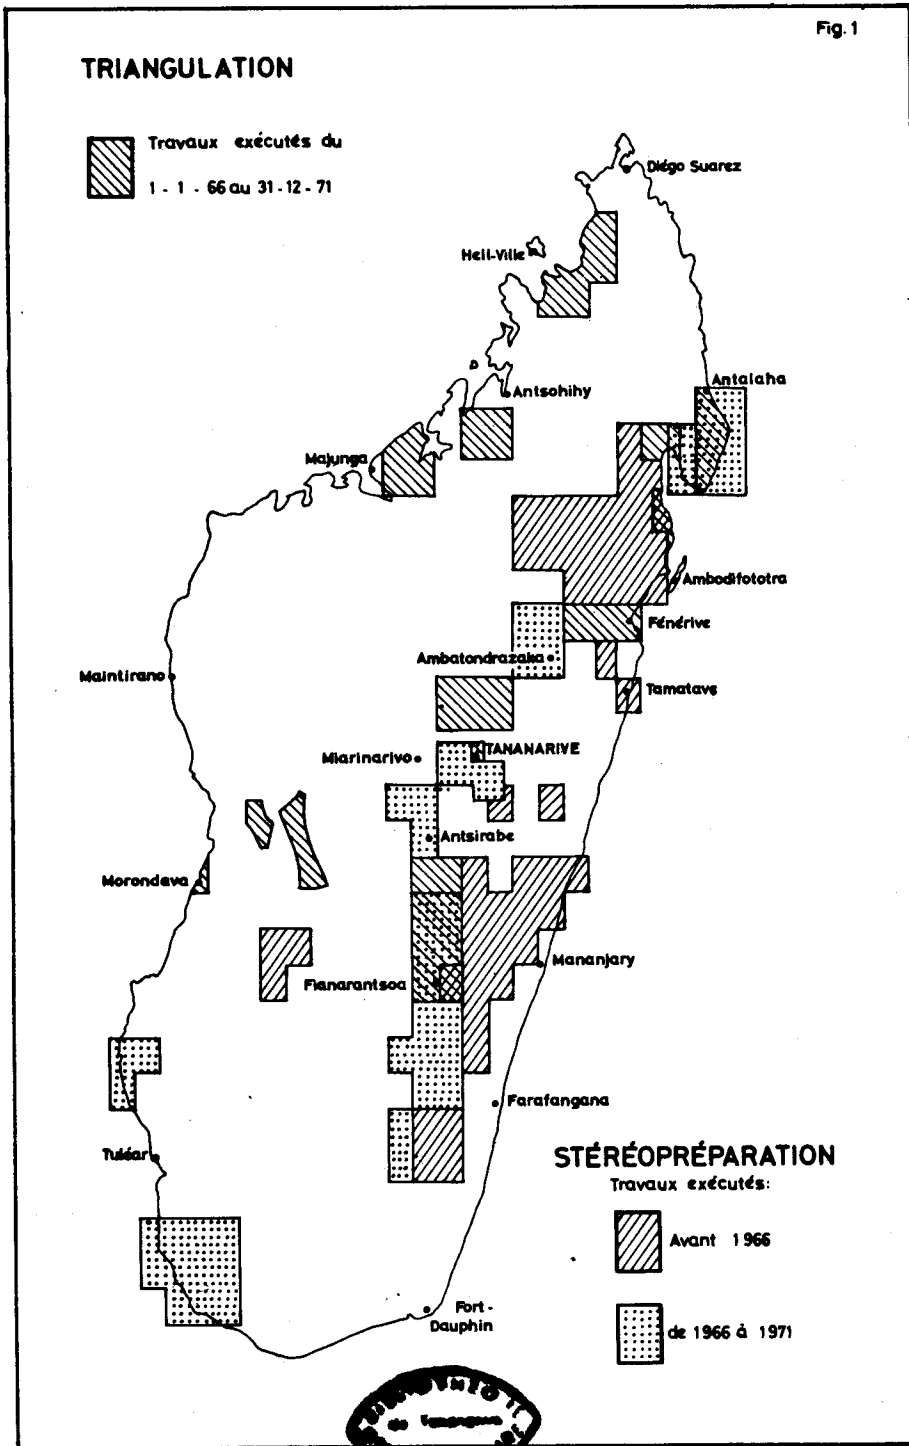 Fig. 1
TRIANGULATION
Travaux exécutés du
1 - 1 - 66 au 31-12-71
Diégo Suarez
Hell-Ville
Antalaha
Antsohihy
Majunga
Ambodifototra
Fénérive
Ambatondrazaka
Maintirano
Tamatave
Miarinarivo
TANANARIVE
Antsirabe
Morondava
Mananjary
Fianarantsoa
Farafangana
Tuléar
STÉRÉOPRÉPARATION
Travaux exécutés:
Avant 1966
de 1966 à 1971
Fort-
Dauphin
de